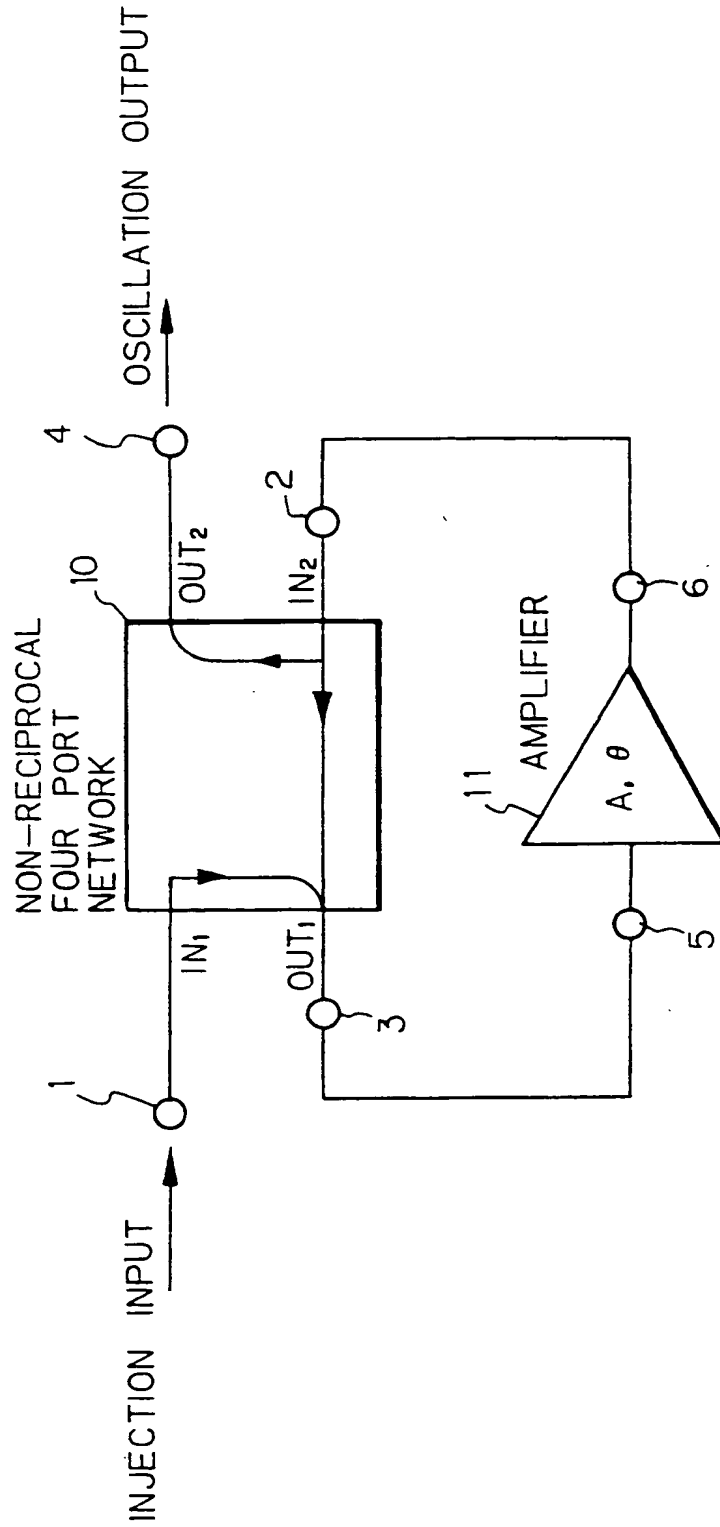 NON-RECIPROCAL
FOUR PORT
NETWORK
10
4
OSCILLATION OUTPUT
1
IN₁
OUT₂
INJECTION INPUT
OUT₁
IN₂
2
3
11
AMPLIFIER
A, θ
5
6